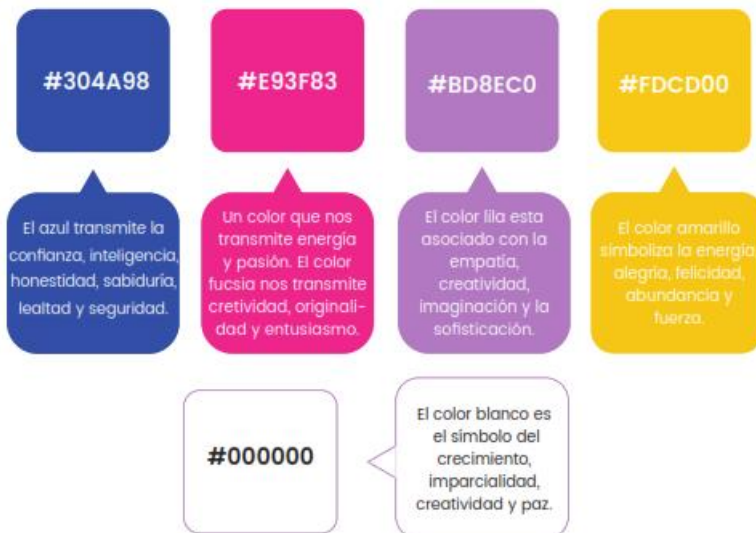 #304A98
#E93F83
#BD8EC0
#FDCD00
El azul transmite la
confianza, inteligencia,
honestidad, sabiduría,
lealtad y seguridad.
Un color que nos
transmite energía
y pasión. El color
fucsia nos transmite
cretividad, originali-
dad y entusiasmo.
El color lila esta
asociado con la
empatía,
creatividad,
imaginación y la
sofisticación.
El color amarillo
simboliza la energía,
alegría, felicidad,
abundancia y
fuerza.
#000000
El color blanco es
el símbolo del
crecimiento,
imparcialidad,
creatividad y paz.